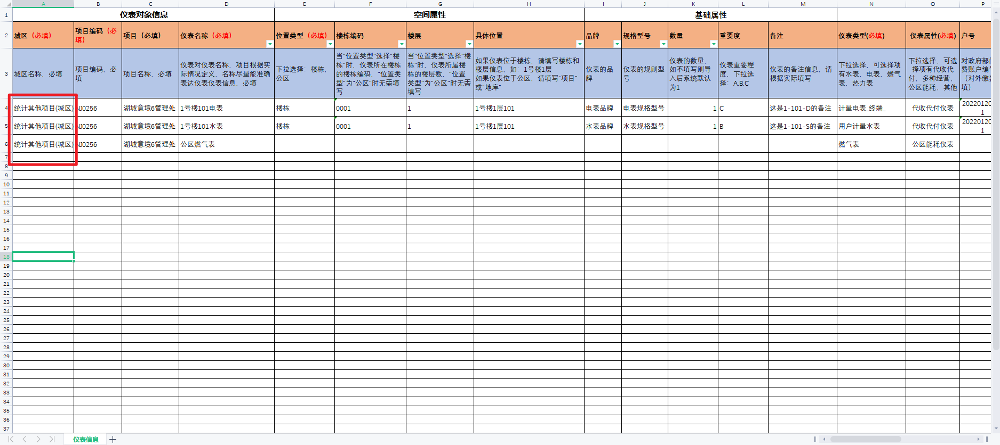 A B C D E F G H I J K L M N O P
1 仪表对象信息 空间属性 基础属性
2 城区（必填） 项目编码（必填） 项目（必填） 仪表名称（必填） 位置类型（必填） 楼栋编码 楼层 具体位置 品牌 规格型号 数量 重要度 备注 仪表类型(必填) 仪表属性(必填) 户号
3 城区名称、必填
项目编码、必填
项目名称、必填
仪表对仪表名称、项目根据实
际情况定义、名称尽量能准确
表达仪表仪表信息、必填
下拉选择：楼栋、
公区
当“位置类型”选择“楼
栋”时、仪表所在楼栋
的楼栋编码、“位置类
型”为“公区”时无需填
写
当“位置类型”选择“楼
栋”时、仪表所属楼
栋的楼层数、“位置
类型”为“公区”时无需
填写
如果仪表位于楼栋、请填写楼栋和
楼层信息、如：1号楼1层
如果仪表位于公区、请填写“项目”
或“地库”
仪表的品
牌
仪表的规则型
号
仪表的数量、
如不填写则导
入后系统默认
为1
仪表重要程
度、下拉选
择：A,B,C
仪表的备注信息、请
根据实际填写
下拉选择、可选择项
有水表、电表、燃气
表、热力表
下拉选择、可选
择项有代收代
付、多种经营、
公区能耗、其他
对政府部
费账户编
（对外缴
填）
4 统计其他项目(城区) NJ0256 湖城意境6管理处 1号楼101电表 楼栋 0001 1 1号楼1层101 电表品牌 电表规格型号 1 C 这是1-101-D的备注 计量电表_终端_ 代收代付仪表 20220120
1
5 统计其他项目(城区) NJ0256 湖城意境6管理处 1号楼101水表 楼栋 0001 1 1号楼1层101 水表品牌 水表规格型号 1 B 这是1-101-S的备注 用户计量水表 代收代付仪表 20220120
1
6 统计其他项目(城区) NJ0256 湖城意境6管理处 公区燃气表 燃气表 公区能耗仪表
7
8
9
10
11
12
13
14
15
16
17
18
19
20
21
22
23
24
25
26
27
28
29
30
31
32
33
34
35
36
37
仪表信息